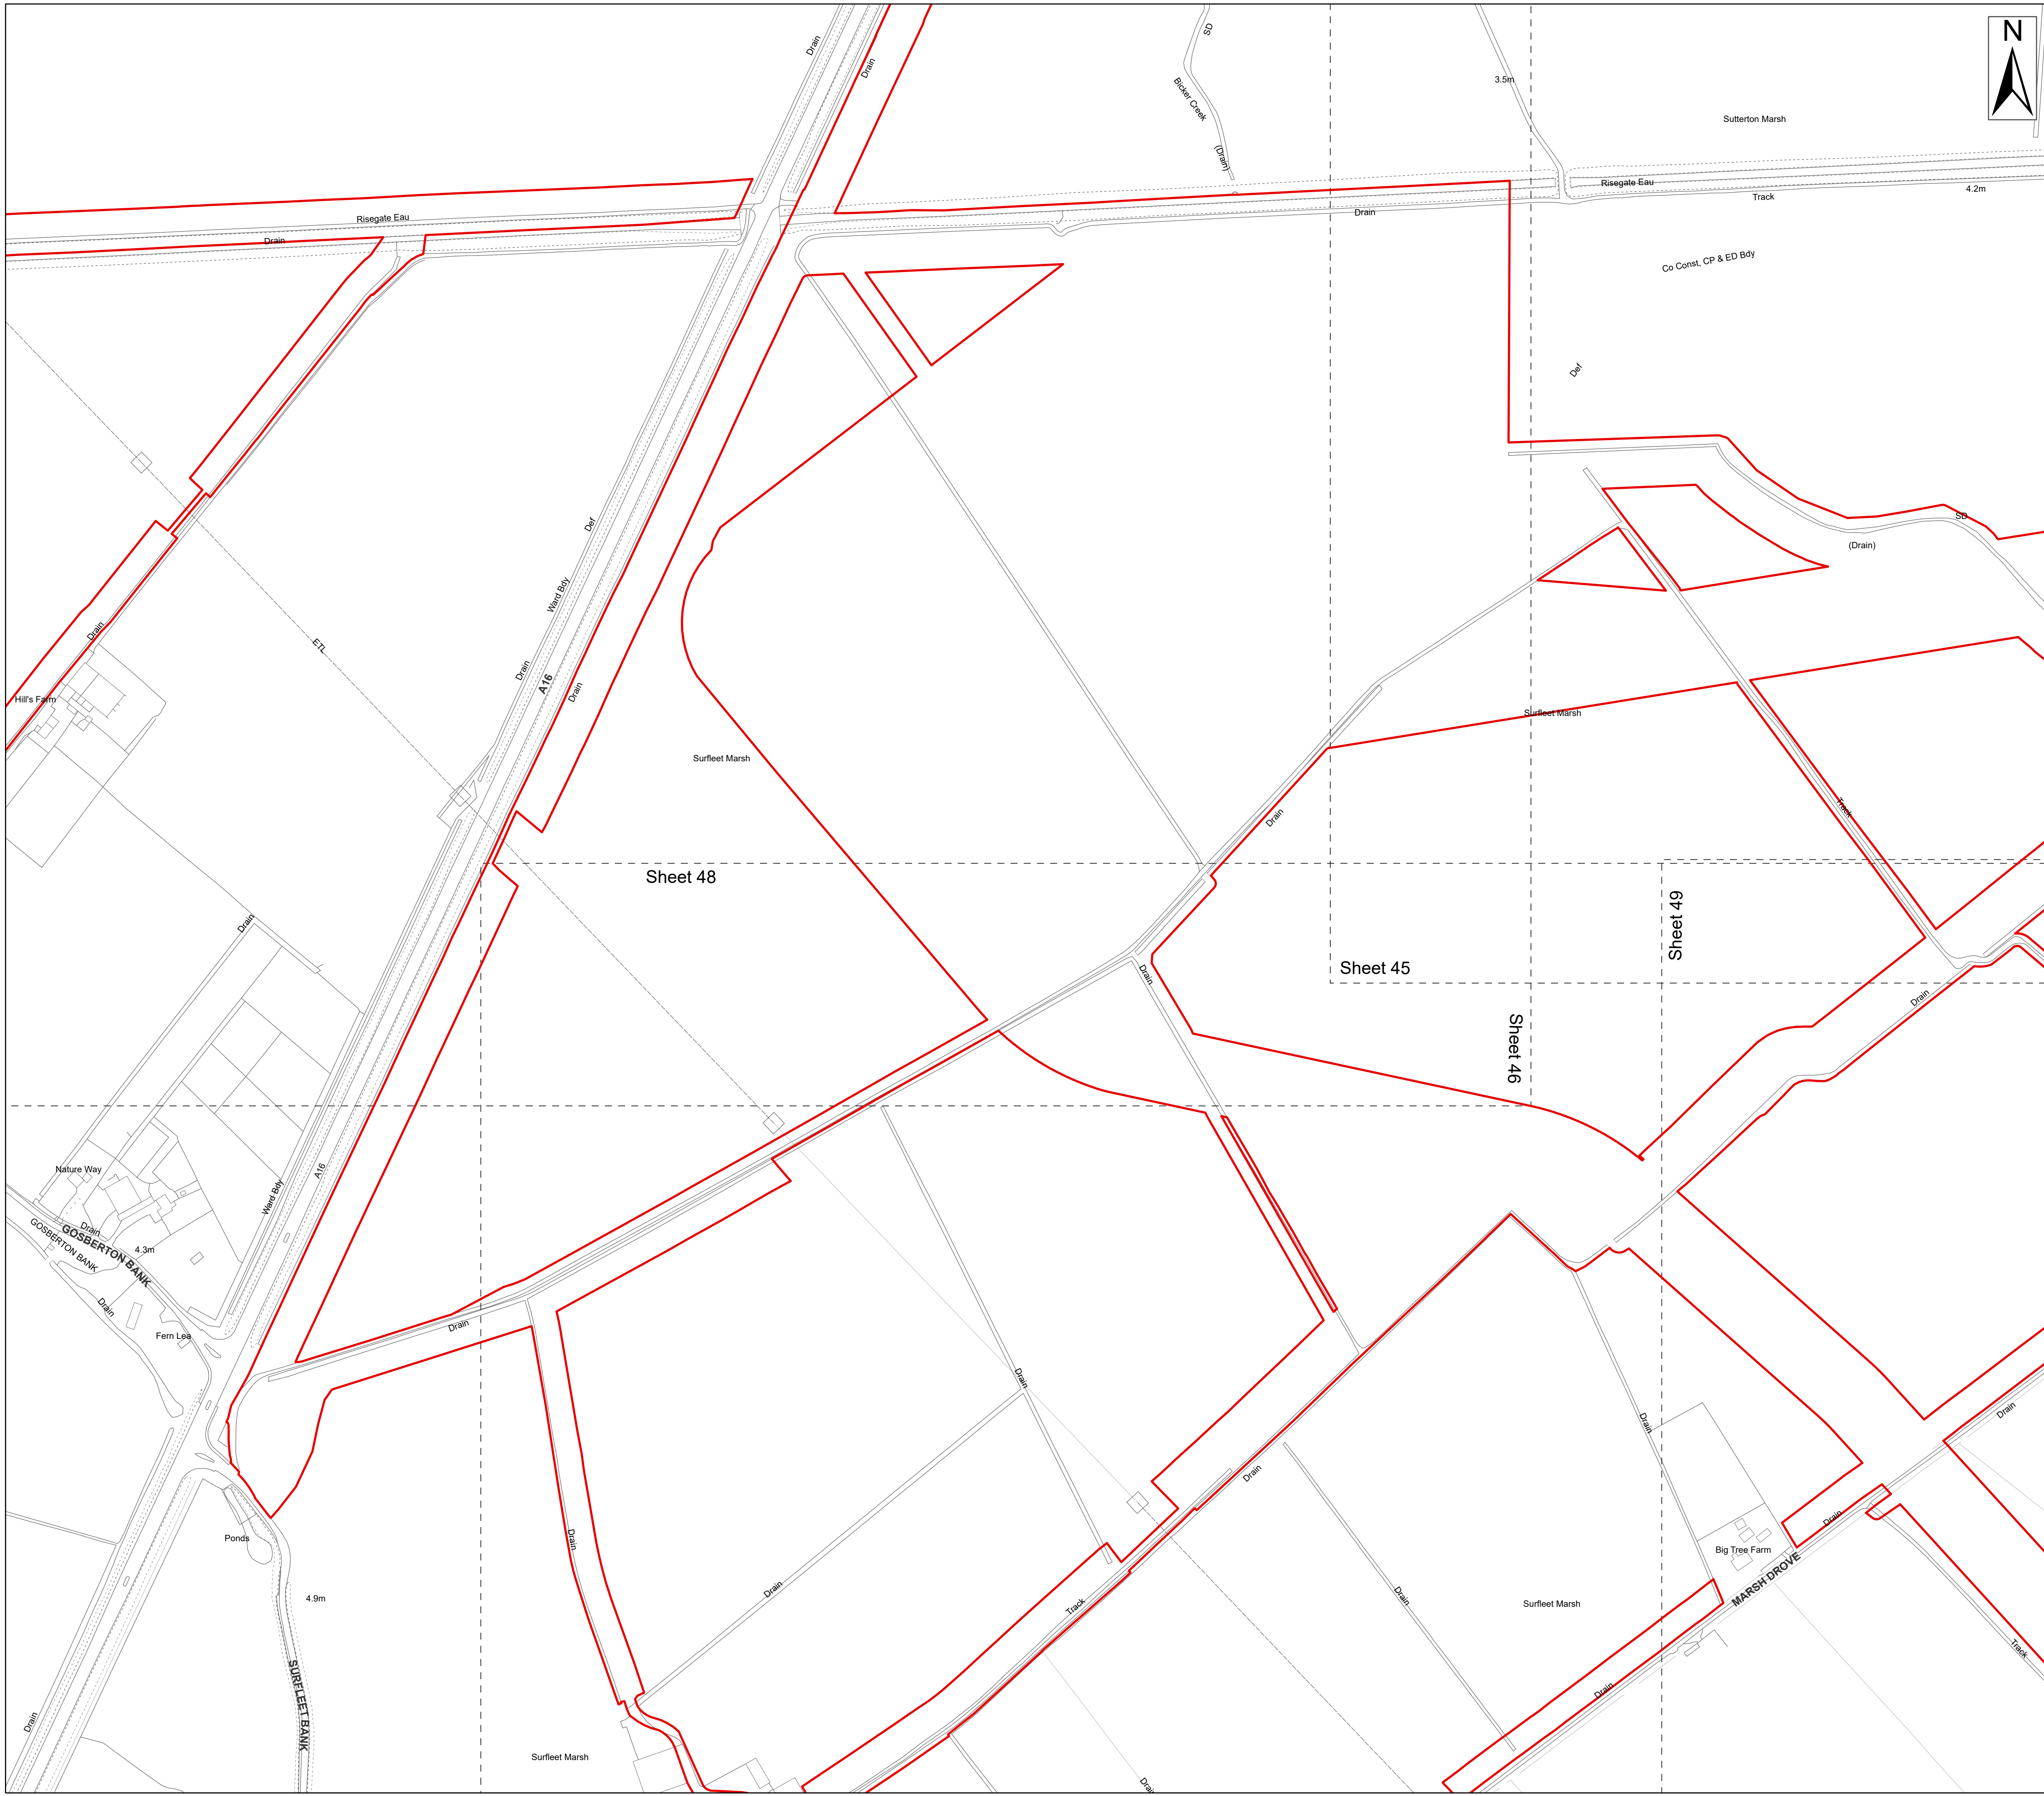 N
Drain
Drain
SD
Bicker Creek
(Drain)
3.5m
Sutterton Marsh
Risegate Eau
Drain
Risegate Eau
Track
4.2m
Drain
Co Const, CP & ED Bdy
Def
Def
SD
(Drain)
Ward Bdy
Drain
ETL
Drain
A16
Drain
Hill's Farm
Surfleet Marsh
Surfleet Marsh
Track
Drain
Sheet 48
Sheet 49
Drain
Sheet 45
Drain
Drain
Sheet 46
Nature Way
A16
Ward Bdy
Drain
GOSBERTON BANK
GOSBERTON BANK
4.3m
Drain
Fern Lea
Drain
Drain
Drain
Drain
Drain
Drain
Ponds
Drain
Drain
Big Tree Farm
MARSH DROVE
Drain
Drain
4.9m
Track
Surfleet Marsh
Track
SURFLEET BANK
Drain
Drain
Surfleet Marsh
Drain